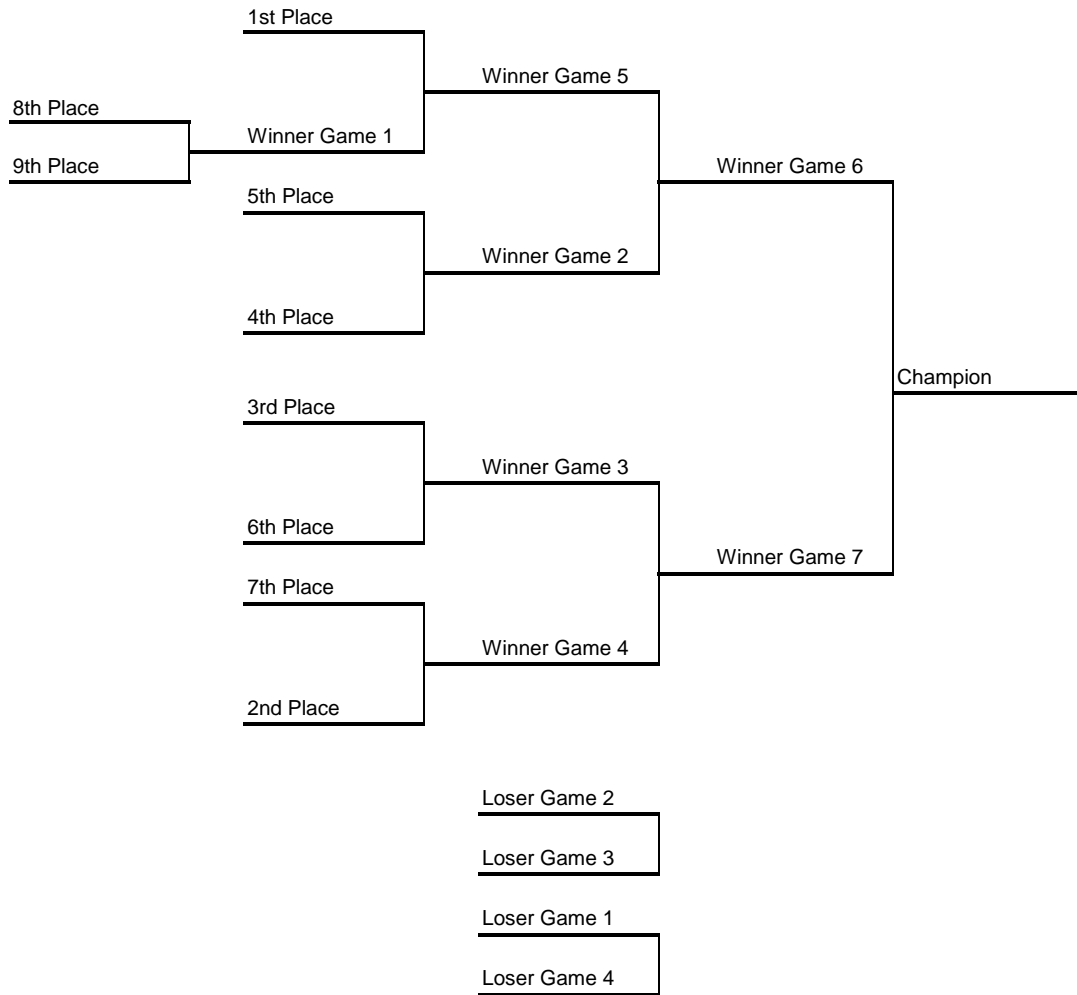 1st Place
Winner Game 5
8th Place
Winner Game 1
9th Place
Winner Game 6
5th Place
Winner Game 2
4th Place
Champion
3rd Place
Winner Game 3
6th Place
Winner Game 7
7th Place
Winner Game 4
2nd Place
Loser Game 2
Loser Game 3
Loser Game 1
Loser Game 4